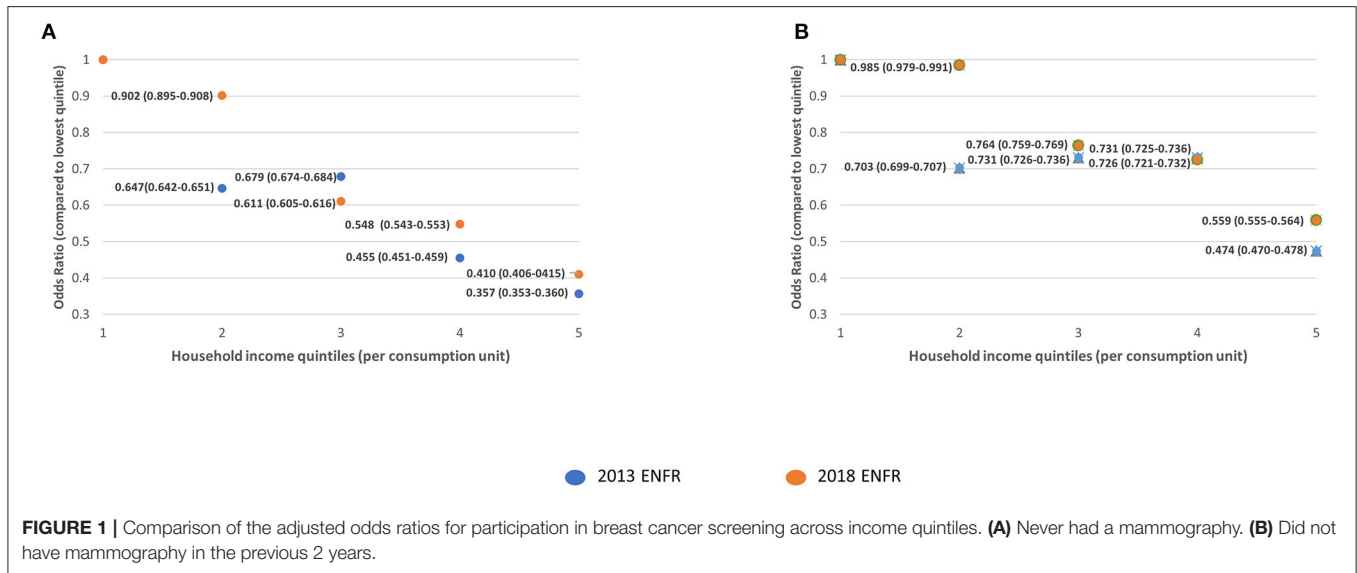 A
Odds Ratio (compared to lowest quintile)
1
0.9
0.8
0.7
0.6
0.5
0.4
0.3
0.902 (0.895-0.908)
0.647(0.642-0.651)
0.679 (0.674-0.684)
0.611 (0.605-0.616)
0.548 (0.543-0.553)
0.455 (0.451-0.459)
0.410 (0.406-0415)
0.357 (0.353-0.360)
1 2 3 4 5
Household income quintiles (per consumption unit)
B
Odds Ratio (compared to lowest quintile)
1
0.9
0.8
0.7
0.6
0.5
0.4
0.3
0.985 (0.979-0.991)
0.703 (0.699-0.707)
0.764 (0.759-0.769)
0.731 (0.726-0.736)
0.731 (0.725-0.736)
0.726 (0.721-0.732)
0.559 (0.555-0.564)
0.474 (0.470-0.478)
1 2 3 4 5
Household income quintiles (per consumption unit)
2013 ENFR 2018 ENFR
FIGURE 1 | Comparison of the adjusted odds ratios for participation in breast cancer screening across income quintiles. (A) Never had a mammography. (B) Did not
have mammography in the previous 2 years.